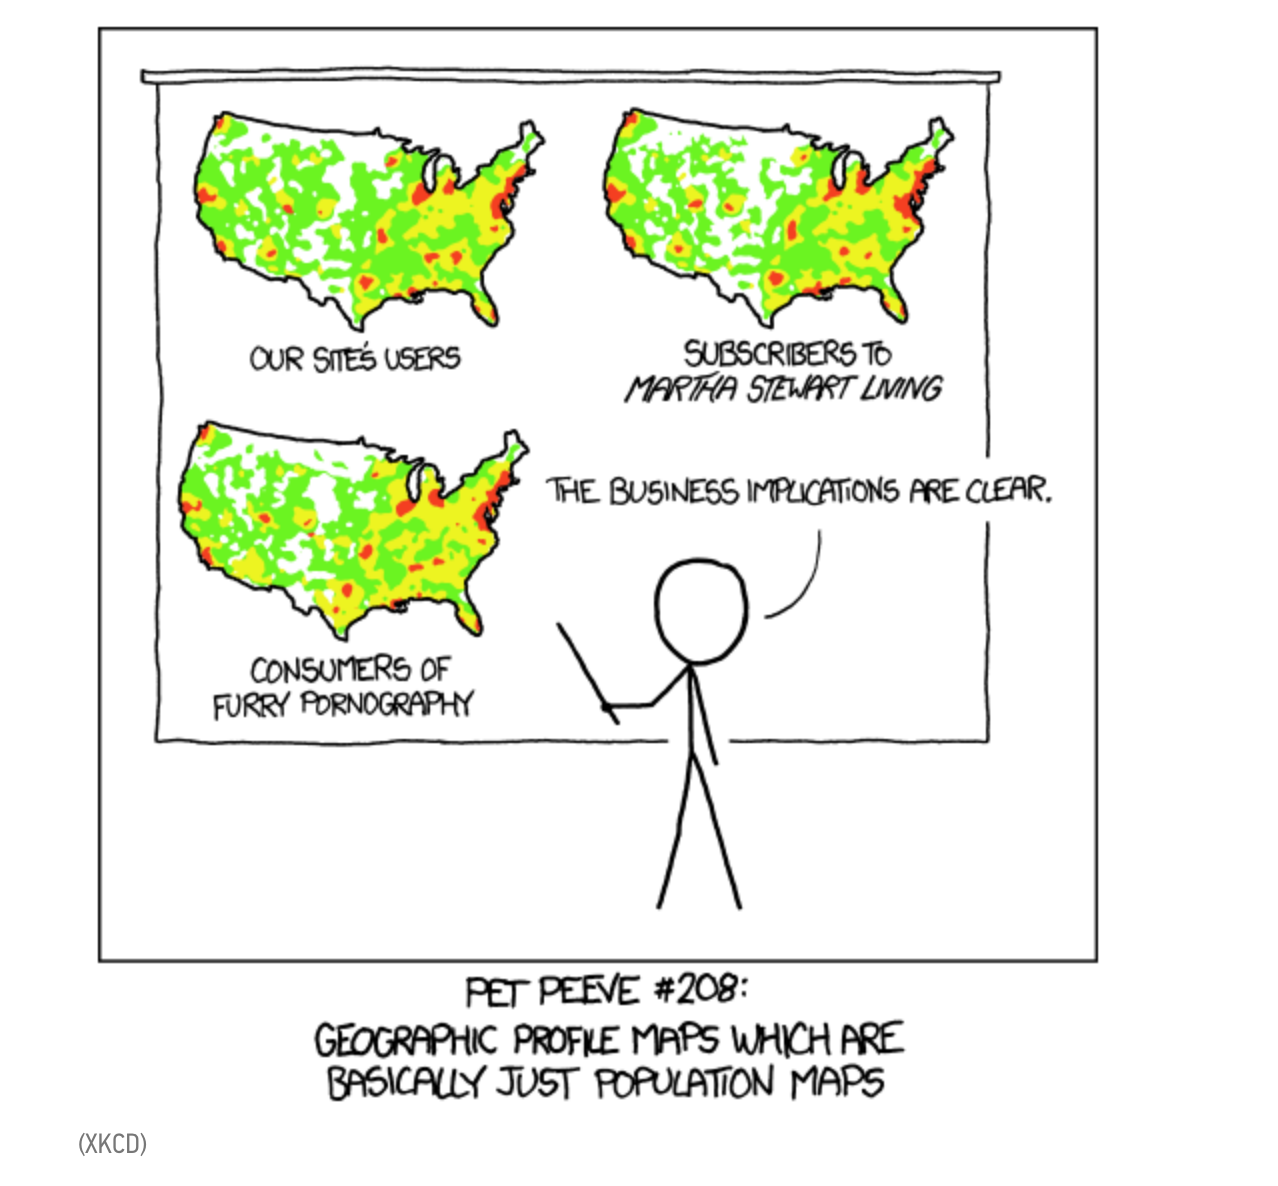 OUR SITE'S USERS
SUBSCRIBERS TO
MARTHA STEWART LIVING
THE BUSINESS IMPLICATIONS ARE CLEAR.
CONSUMERS OF
FURRY PORNOGRAPHY
PET PEEVE #208:
GEOGRAPHIC PROFILE MAPS WHICH ARE
BASICALLY JUST POPULATION MAPS
(XKCD)